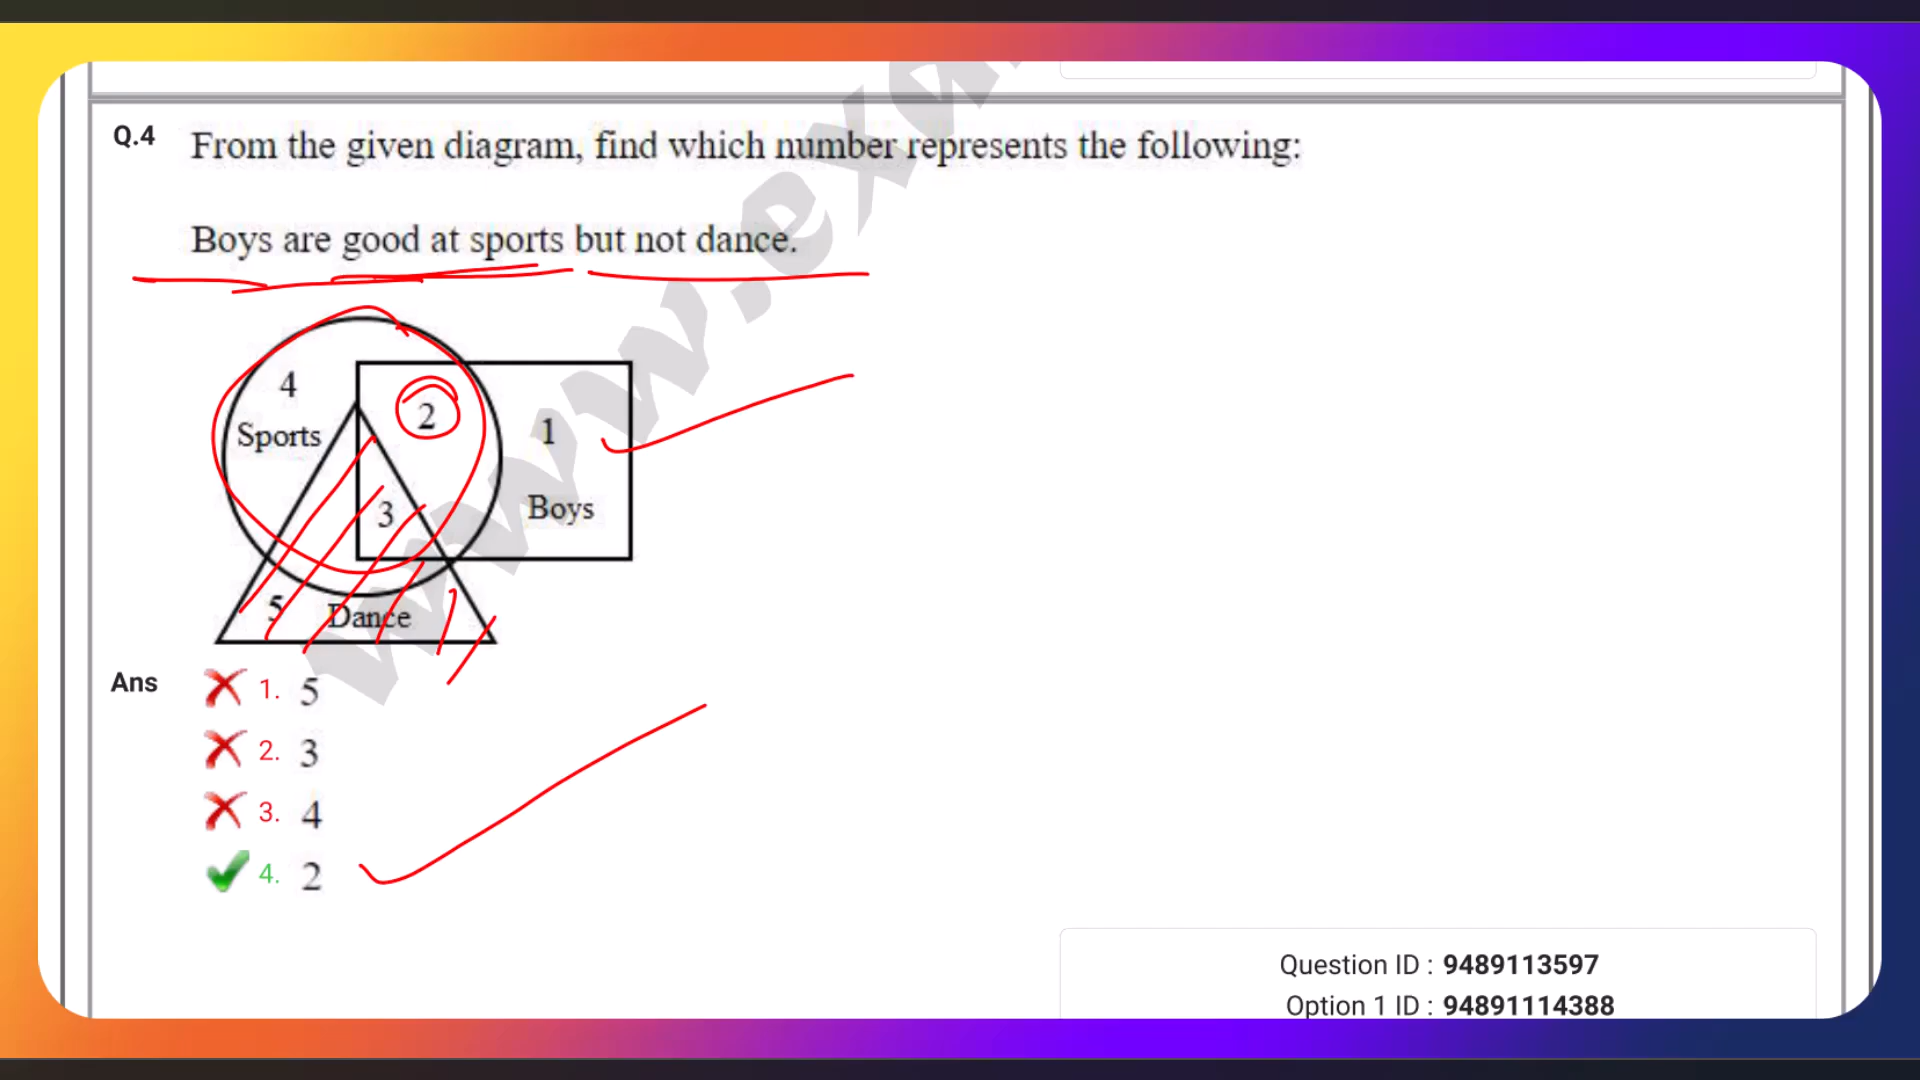 Q.4 From the given diagram, find which number represents the following:
Boys are good at sports but not dance.
4
Sports
2
1
3
Boys
5 Dance
Ans
1. 5
2. 3
3. 4
4. 2
Question ID : 9489113597
Option 1 ID : 94891114388
www.exa